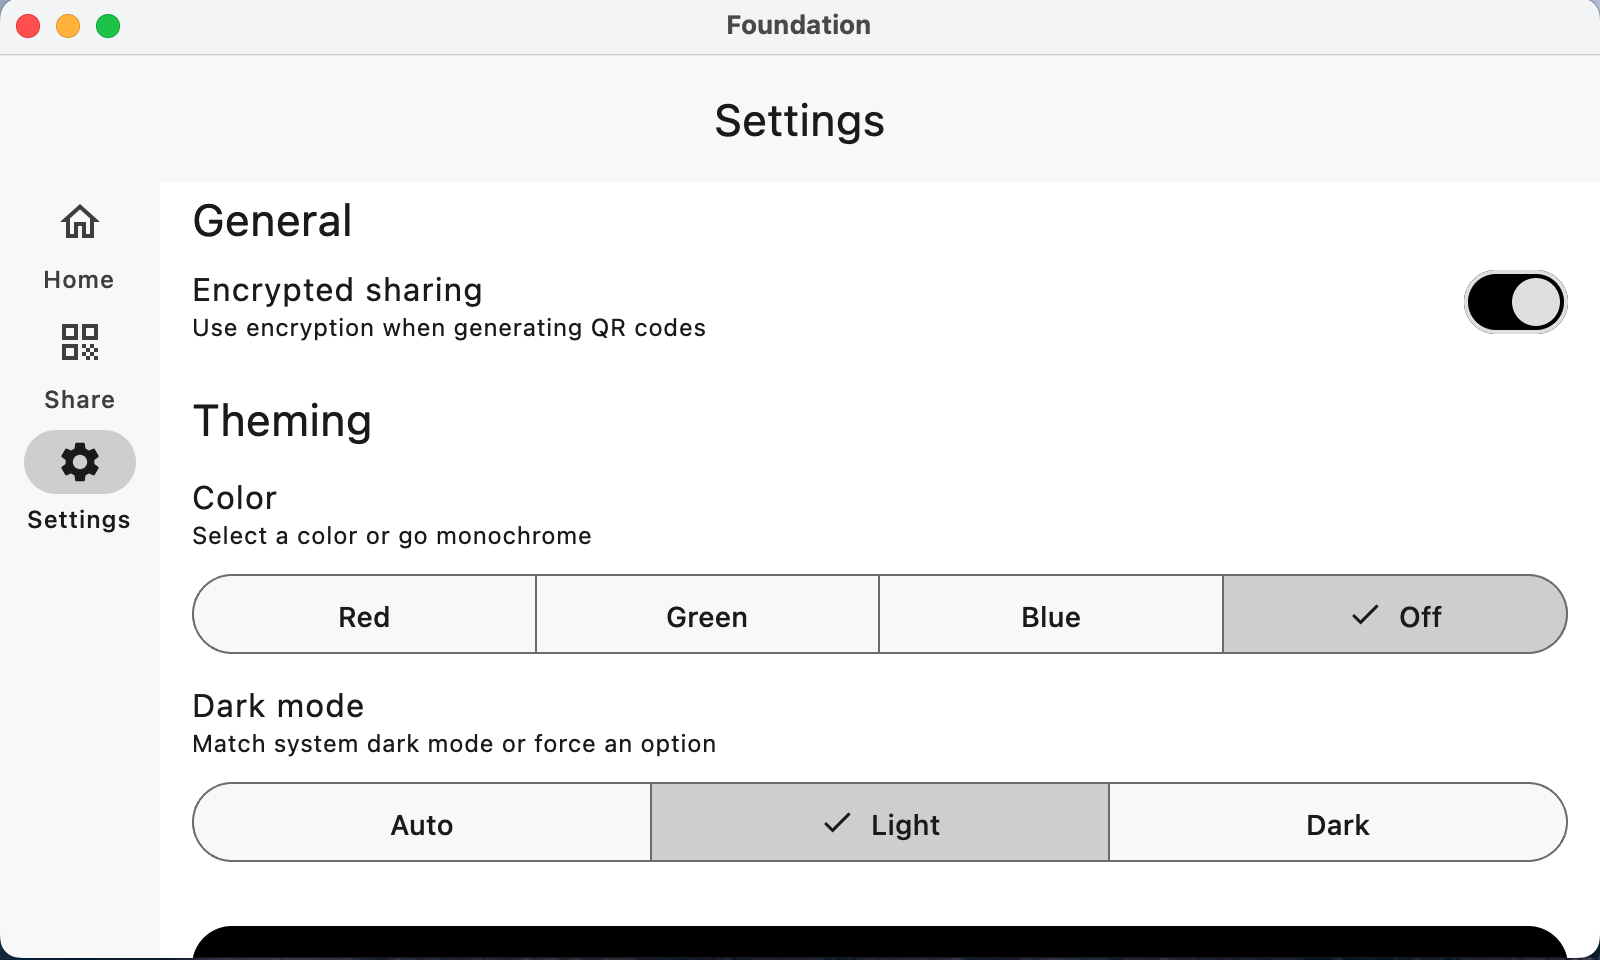 Foundation
Settings
Home
Share
Settings
General
Encrypted sharing
Use encryption when generating QR codes
Theming
Color
Select a color or go monochrome
Red Green Blue Off
Dark mode
Match system dark mode or force an option
Auto Light Dark